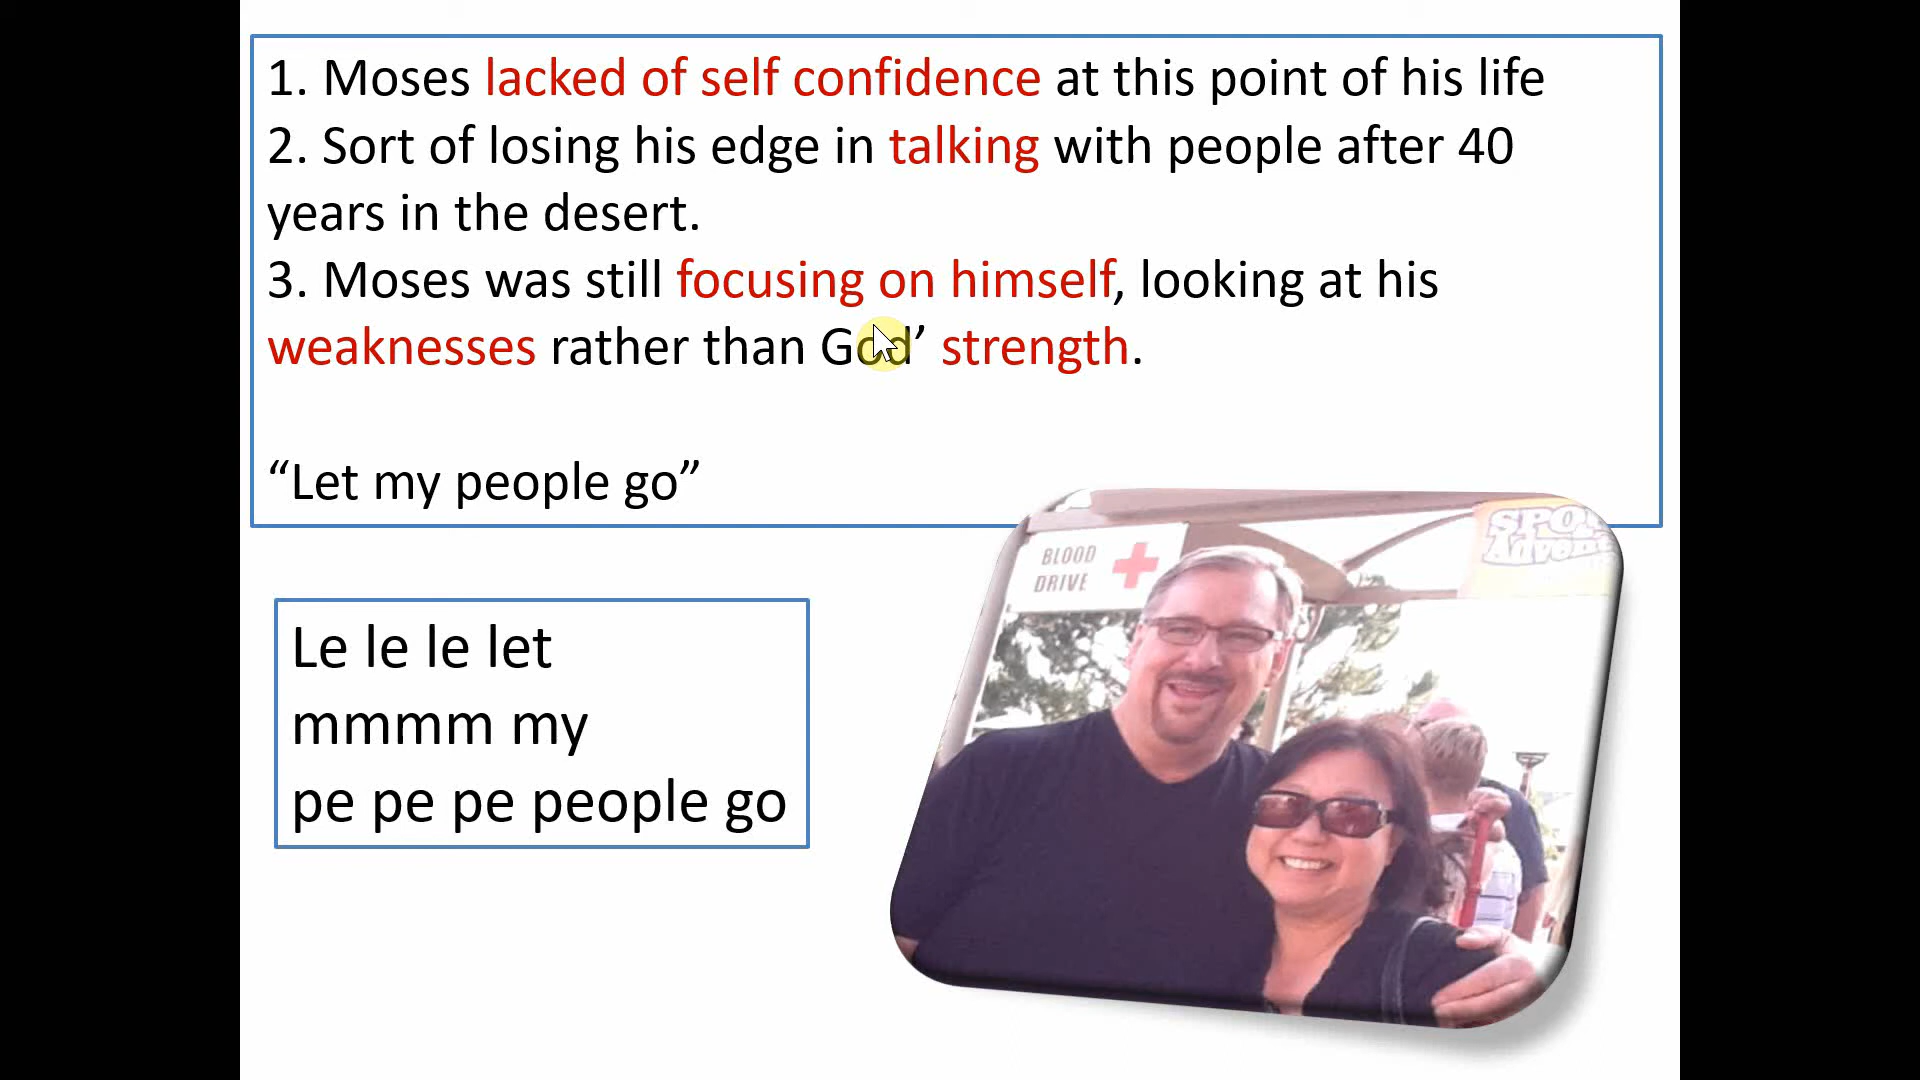 1. Moses lacked of self confidence at this point of his life
2. Sort of losing his edge in talking with people after 40
years in the desert.
3. Moses was still focusing on himself, looking at his
weaknesses rather than God’ strength.
“Let my people go”
BLOOD
DRIVE
Le le le let
mmmm my
pe pe pe people go